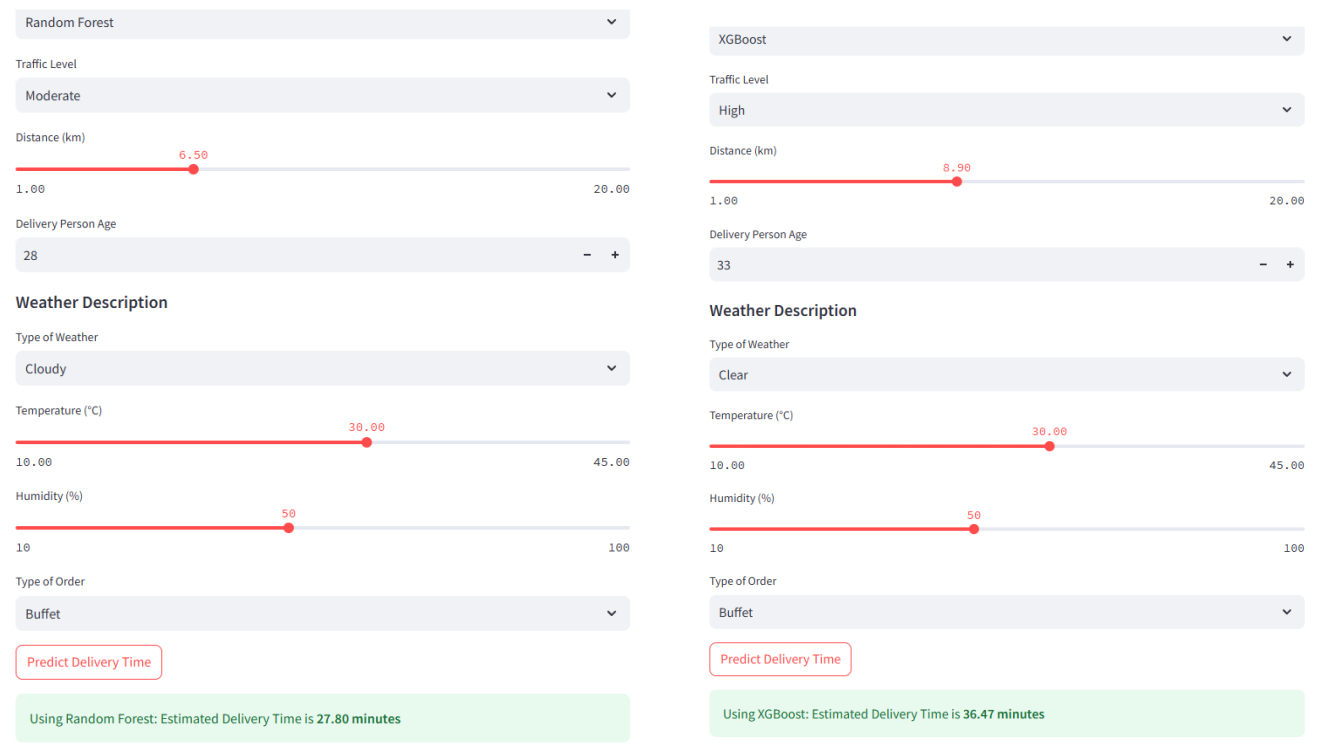 Random Forest
Traffic Level
Moderate
Distance (km)
6.50
1.00 20.00
Delivery Person Age
28 − +
Weather Description
Type of Weather
Cloudy
Temperature (°C)
30.00
10.00 45.00
Humidity (%)
50
10 100
Type of Order
Buffet
Predict Delivery Time
Using Random Forest: Estimated Delivery Time is 27.80 minutes
XGBoost
Traffic Level
High
Distance (km)
8.90
1.00 20.00
Delivery Person Age
33 − +
Weather Description
Type of Weather
Clear
Temperature (°C)
30.00
10.00 45.00
Humidity (%)
50
10 100
Type of Order
Buffet
Predict Delivery Time
Using XGBoost: Estimated Delivery Time is 36.47 minutes